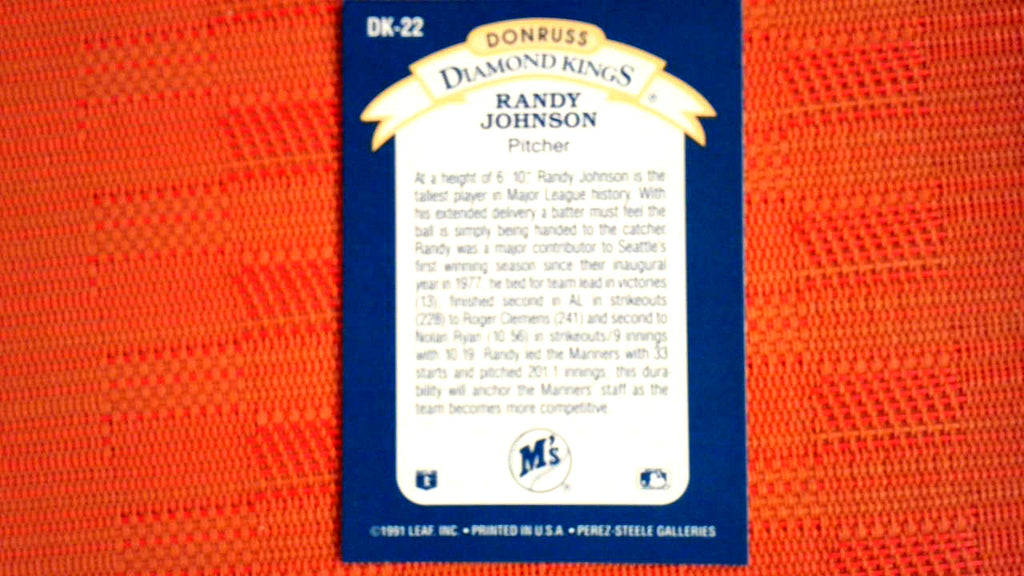 DK-22
DONRUSS
DIAMOND KINGS
®
RANDY
JOHNSON
Pitcher
At a height of 6 10" Randy Johnson is the
tallest player in Major League history. With
his extended delivery a batter must feel the
ball is simply being handed to the catcher
Randy was a major contributor to Seattle's
first winning season since their inaugural
year in 1977, he tied for team lead in victories
(13), finished second in AL in strikeouts
(228) to Roger Clemens (241) and second to
Nolan Ryan (10.56) in strikeouts/9 innings
with 10.19. Randy led the Mariners with 33
starts and pitched 201.1 innings, this dura
bility will anchor the Mariners' staff as the
team becomes more competitive
M's
®
©1991 LEAF, INC. • PRINTED IN U.S.A. • PEREZ-STEELE GALLERIES